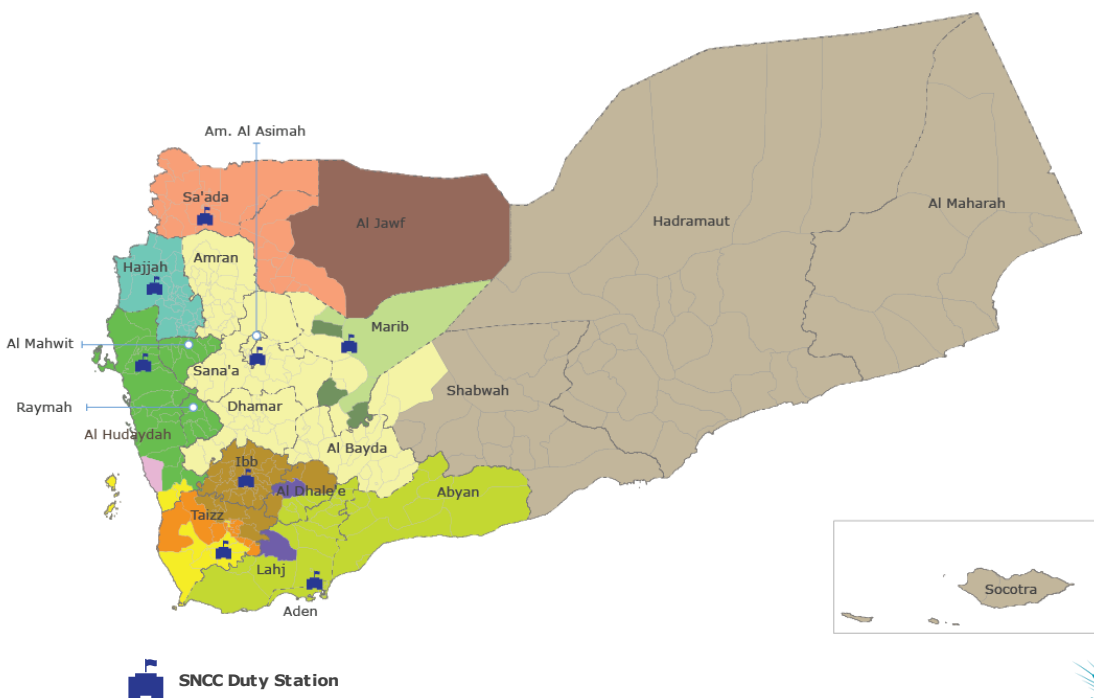 Am. Al Asimah
Sa'ada
Al Jawf
Hadramaut
Al Maharah
Amran
Hajjah
Marib
Al Mahwit
Sana'a
Shabwah
Raymah
Dhamar
Al Hudaydah
Al Bayda
Ibb
Al Dhale'e
Abyan
Taizz
Lahj
Aden
Socotra
SNCC Duty Station